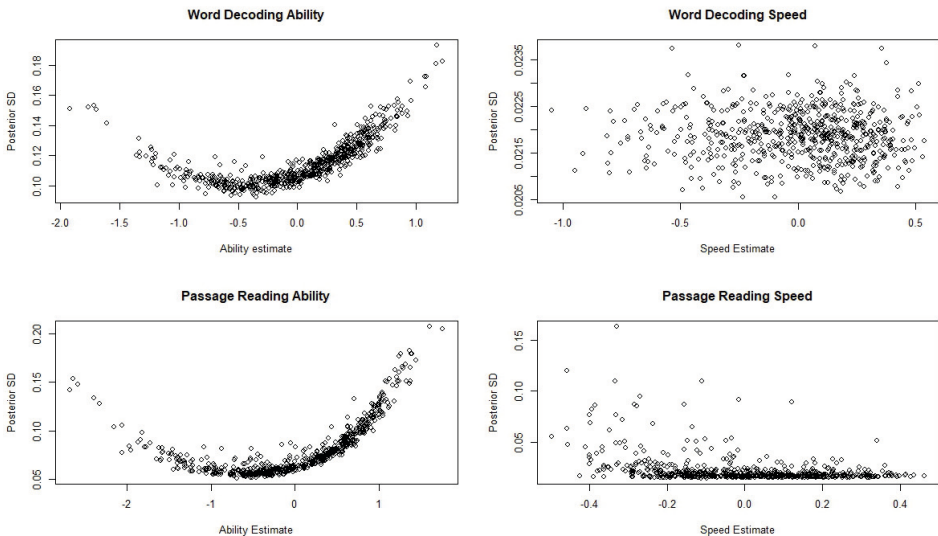 Word Decoding Ability
Posterior SD
0.10 0.12 0.14 0.16 0.18
-2.0 -1.5 -1.0 -0.5 0.0 0.5 1.0
Ability estimate
Word Decoding Speed
Posterior SD
0.0205 0.0215 0.0225 0.0235
-1.0 -0.5 0.0 0.5
Speed Estimate
Passage Reading Ability
Posterior SD
0.05 0.10 0.15 0.20
-2 -1 0 1
Ability Estimate
Passage Reading Speed
Posterior SD
0.05 0.10 0.15
-0.4 -0.2 0.0 0.2 0.4
Speed Estimate